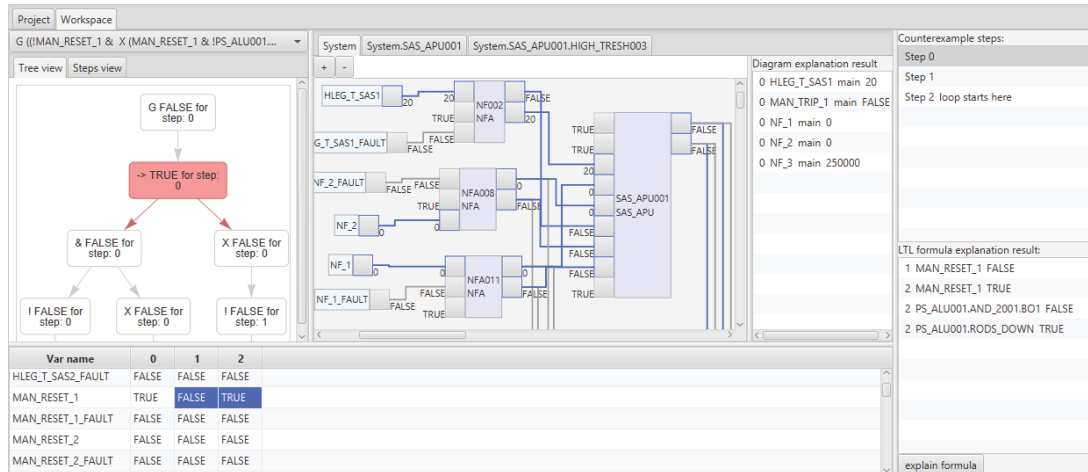 Project Workspace
G ((!MAN_RESET_1 & X (MAN_RESET_1 & !PS_ALU001....
Tree view Steps view
G FALSE for
step: 0
-> TRUE for step:
0
& FALSE for
step: 0
X FALSE for
step: 0
! FALSE for
step: 0
X FALSE for
step: 0
! FALSE for
step: 1
System System.SAS_APU001 System.SAS_APU001.HIGH_TRESH003
+ -
HLEG_T_SAS1
20
20
TRUE
NF002
NFA
FALSE
20
G_T_SAS1_FAULT
FALSE
FALSE
NF_2_FAULT
FALSE
FALSE
TRUE
NFA008
NFA
0
FALSE
NF_2
0
0
NF_1
0
0
NFA011
NFA
0
FALSE
NF_1_FAULT
FALSE
FALSE
TRUE
TRUE
TRUE
20
0
0
FALSE
FALSE
FALSE
TRUE
SAS_APU001
SAS_APU
FALSE
FALSE
Diagram explanation result
0 HLEG_T_SAS1 main 20
0 MAN_TRIP_1 main FALSE
0 NF_1 main 0
0 NF_2 main 0
0 NF_3 main 250000
Counterexample steps:
Step 0
Step 1
Step 2 loop starts here
LTL formula explanation result:
1 MAN_RESET_1 FALSE
2 MAN_RESET_1 TRUE
2 PS_ALU001.AND_2001.BO1 FALSE
2 PS_ALU001.RODS_DOWN TRUE
explain formula
Var name 0 1 2
HLEG_T_SAS2_FAULT FALSE FALSE FALSE
MAN_RESET_1 TRUE FALSE TRUE
MAN_RESET_1_FAULT FALSE FALSE FALSE
MAN_RESET_2 FALSE FALSE FALSE
MAN_RESET_2_FAULT FALSE FALSE FALSE